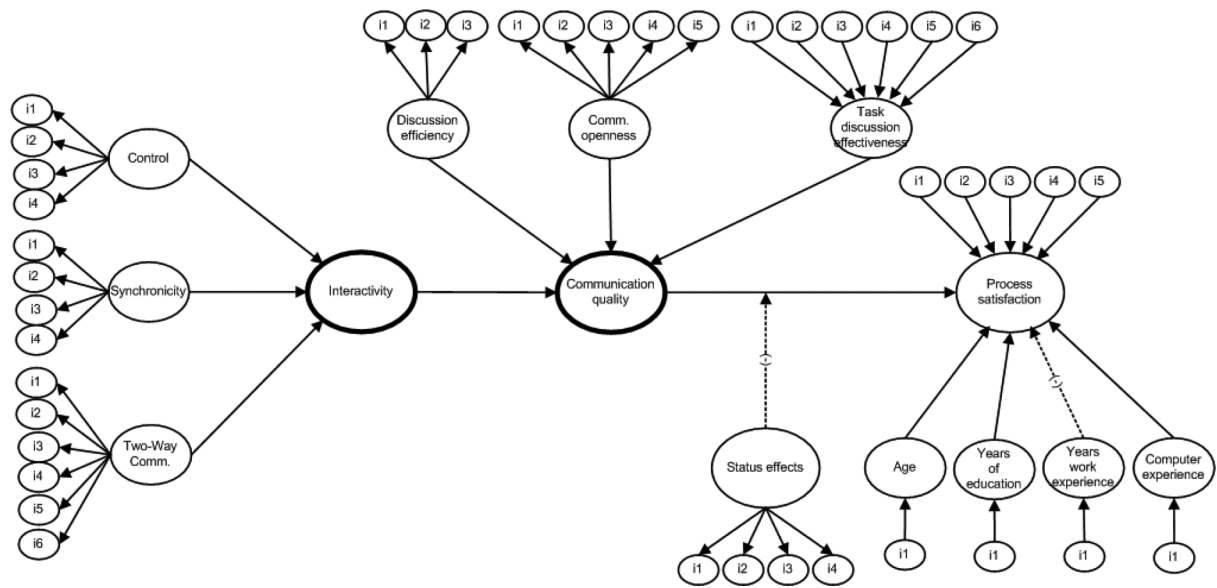 i1 i2 i3
i1 i2 i3 i4 i5
i1 i2 i3 i4 i5 i6
Discussion
efficiency
Comm.
openness
Task
discussion
effectiveness
i1
i2
i3
i4
Control
i1 i2 i3 i4 i5
i1
i2
i3
i4
Synchronicity
Interactivity
Communication
quality
Process
satisfaction
(-)
(-)
i1
i2
i3
i4
i5
i6
Two-Way
Comm.
Status effects
Age
Years
of
education
Years
work
experience
Computer
experience
i1 i2 i3 i4
i1
i1
i1
i1